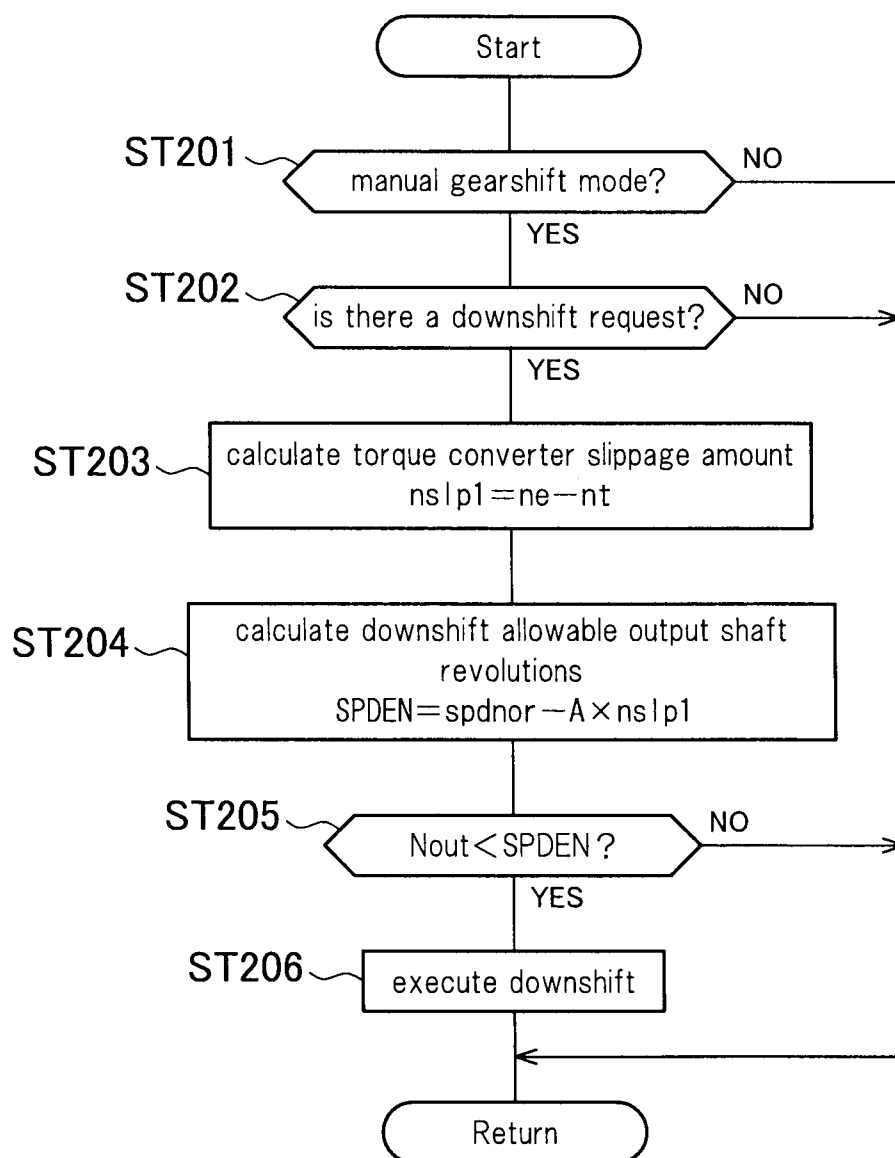 Start
ST201
manual gearshift mode?
NO
YES
ST202
is there a downshift request?
NO
YES
ST203
calculate torque converter slippage amount
nslp1=ne−nt
ST204
calculate downshift allowable output shaft
revolutions
SPDEN=spdnor−A×nslp1
ST205
Nout<SPDEN?
NO
YES
ST206
execute downshift
Return